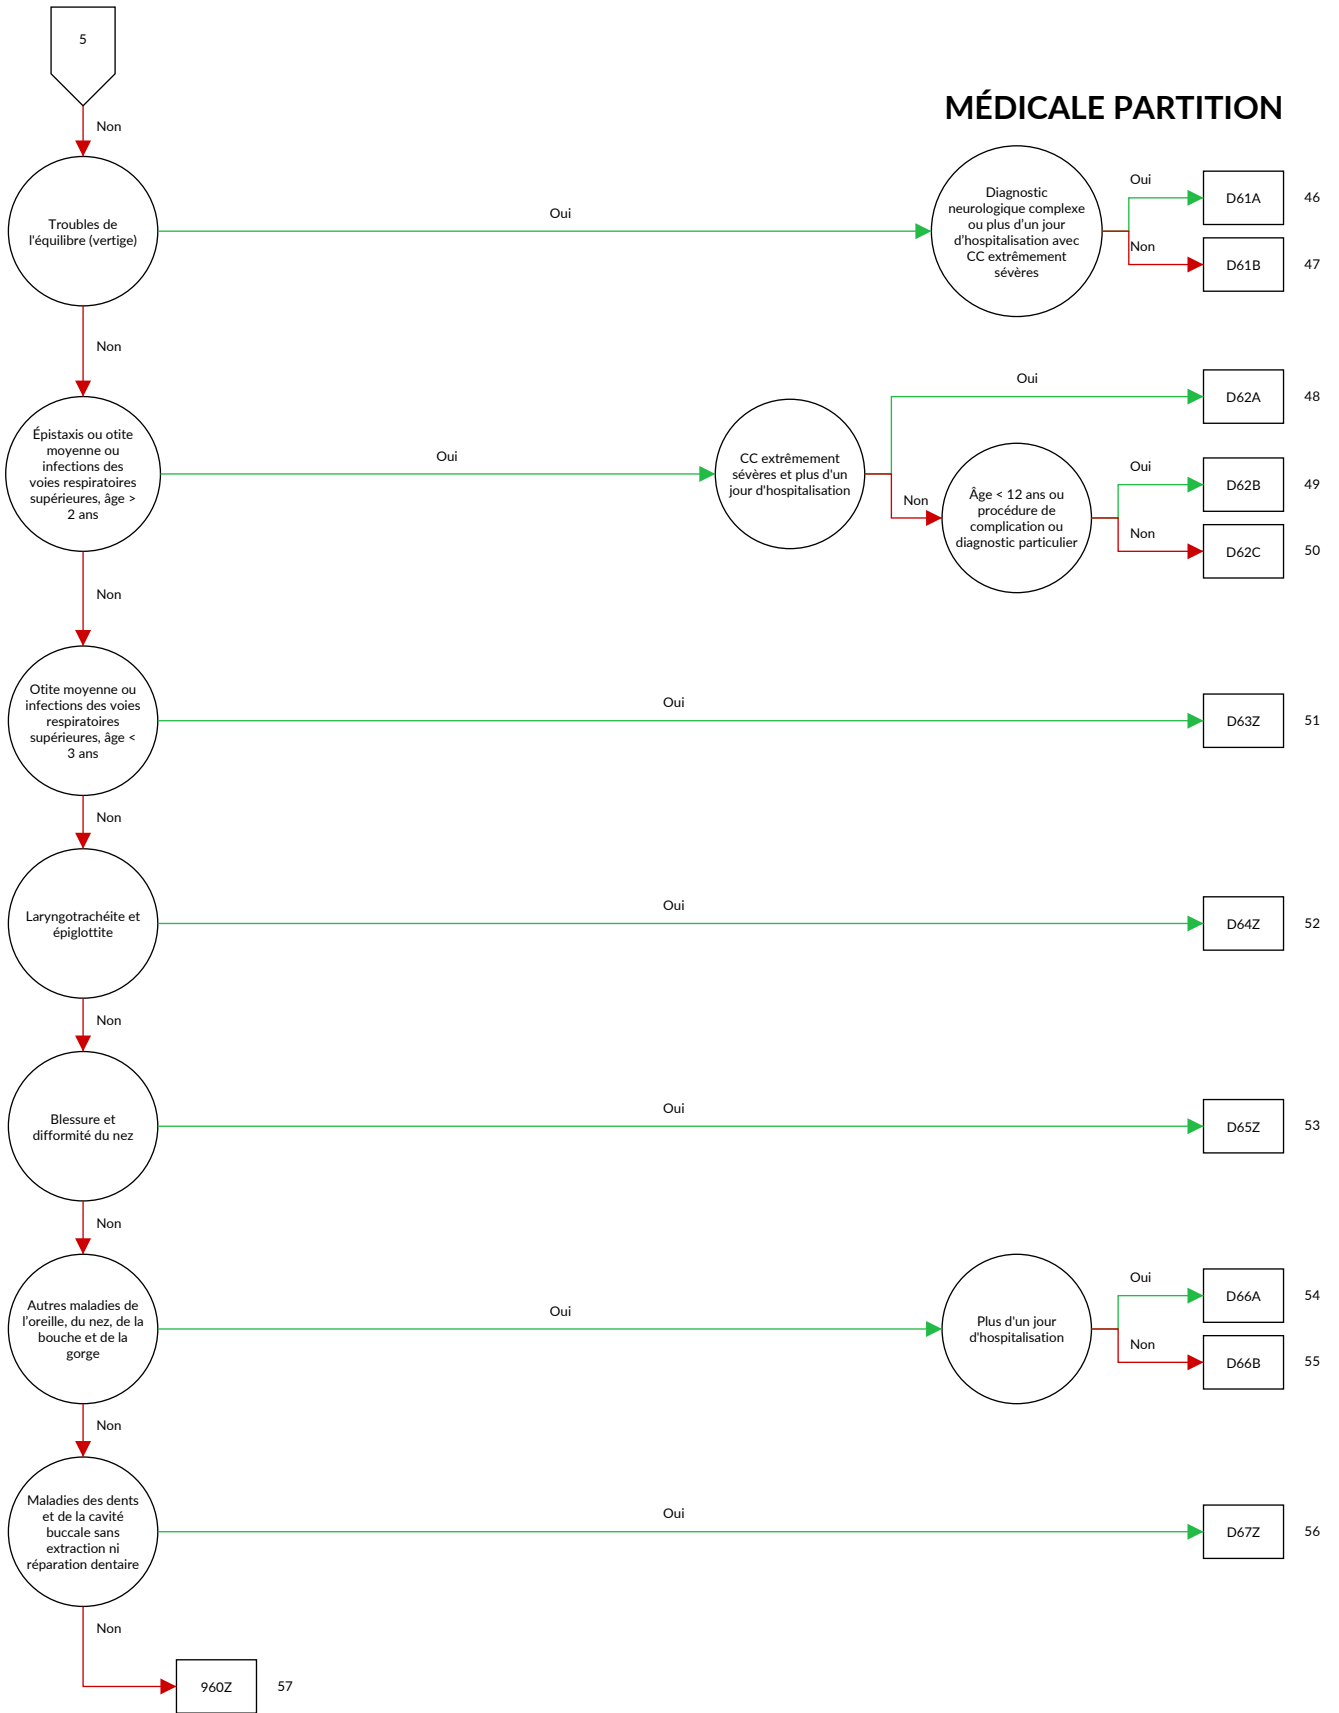 5
Non
MÉDICALE PARTITION
Troubles de
l'équilibre (vertige)
Oui
Diagnostic
neurologique complexe
ou plus d'un jour
d'hospitalisation avec
CC extrêmement
sévères
Oui
D61A
46
Non
D61B
47
Non
Épistaxis ou otite
moyenne ou
infections des
voies respiratoires
supérieures, âge >
2 ans
Oui
CC extrêmement
sévères et plus d'un
jour d'hospitalisation
Oui
D62A
48
Non
Âge < 12 ans ou
procédure de
complication ou
diagnostic particulier
Oui
D62B
49
Non
D62C
50
Non
Otite moyenne ou
infections des voies
respiratoires
supérieures, âge <
3 ans
Oui
D63Z
51
Non
Laryngotrachéite et
épiglottite
Oui
D64Z
52
Non
Blessure et
difformité du nez
Oui
D65Z
53
Non
Autres maladies de
l'oreille, du nez, de la
bouche et de la
gorge
Oui
Plus d'un jour
d'hospitalisation
Oui
D66A
54
Non
D66B
55
Non
Maladies des dents
et de la cavité
buccale sans
extraction ni
réparation dentaire
Oui
D67Z
56
Non
960Z
57